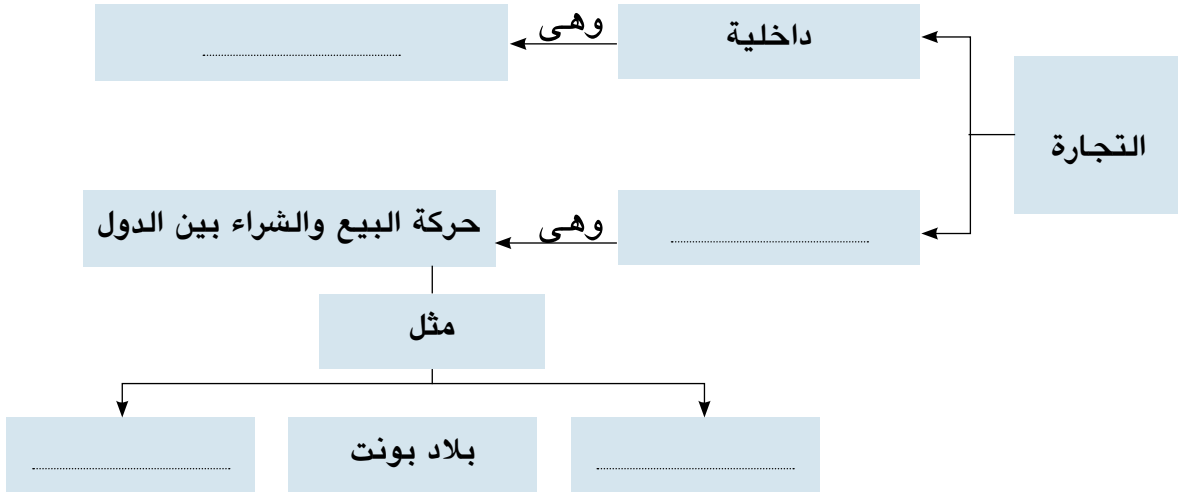 التجارة
داخلية
وهى
....................
....................
وهى
حركة البيع والشراء بين الدول
مثل
....................
بلاد بونت
....................